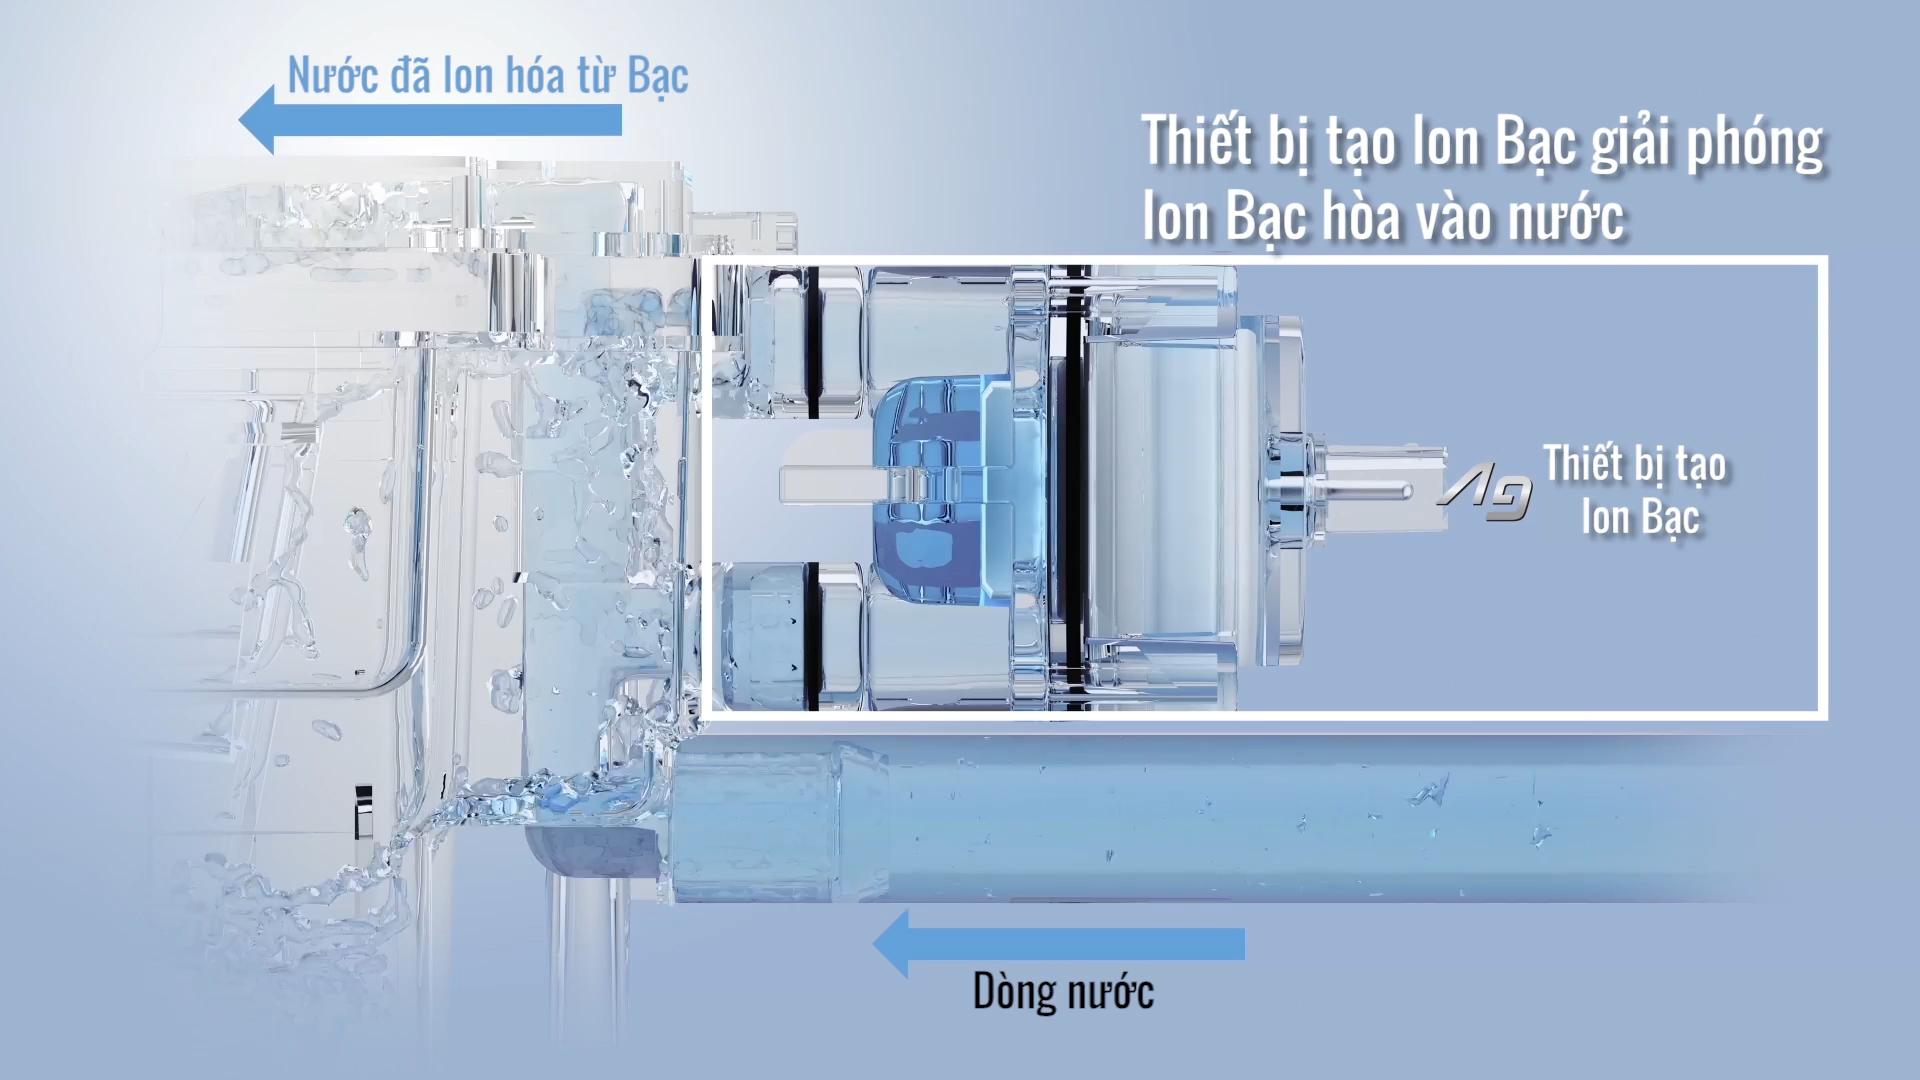 Nước đã Ion hóa từ Bạc
Thiết bị tạo Ion Bạc giải phóng
Ion Bạc hòa vào nước
Ag
Thiết bị tạo
Ion Bạc
Dòng nước